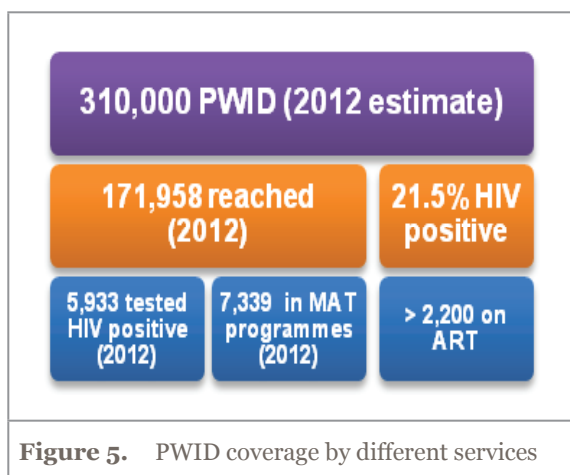 310,000 PWID (2012 estimate)
171,958 reached
(2012)
21.5% HIV
positive
5,933 tested
HIV positive
(2012)
7,339 in MAT
programmes
(2012)
> 2,200 on
ART
Figure 5. PWID coverage by different services